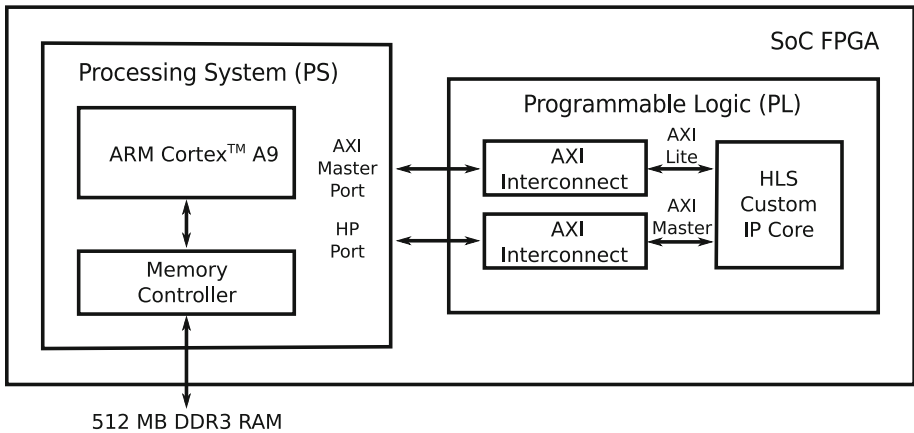 SoC FPGA
Processing System (PS)
ARM Cortex™ A9
Memory
Controller
AXI
Master
Port
HP
Port
Programmable Logic (PL)
AXI
Interconnect
AXI
Lite
AXI
Interconnect
AXI
Master
HLS
Custom
IP Core
512 MB DDR3 RAM